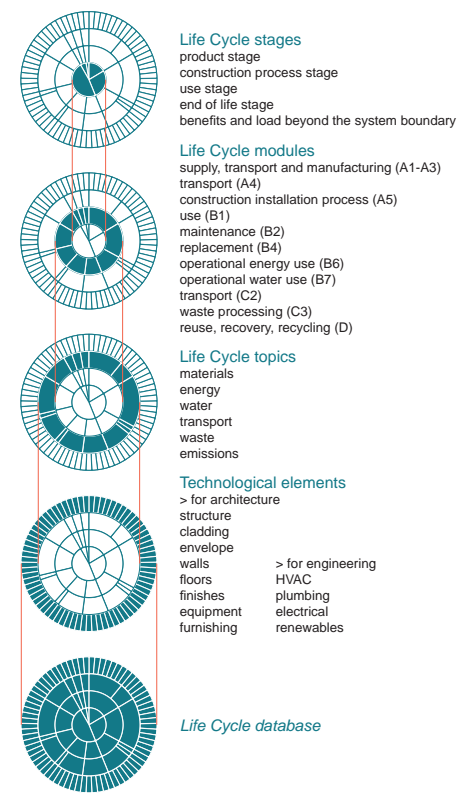 Life Cycle stages
product stage
construction process stage
use stage
end of life stage
benefits and load beyond the system boundary
Life Cycle modules
supply, transport and manufacturing (A1-A3)
transport (A4)
construction installation process (A5)
use (B1)
maintenance (B2)
replacement (B4)
operational energy use (B6)
operational water use (B7)
transport (C2)
waste processing (C3)
reuse, recovery, recycling (D)
Life Cycle topics
materials
energy
water
transport
waste
emissions
Technological elements
> for architecture
structure
cladding
envelope
walls
floors
finishes
equipment
furnishing
> for engineering
HVAC
plumbing
electrical
renewables
Life Cycle database